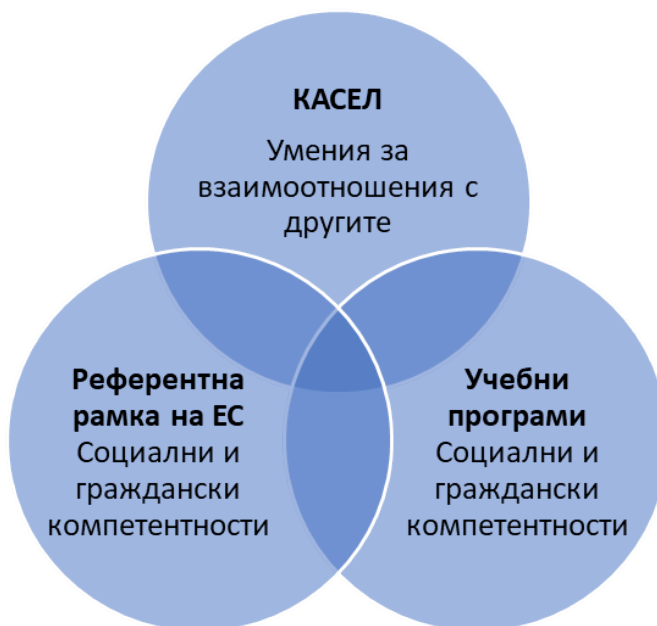 КАСЕЛ
Умения за
взаимоотношения с
другите
Референтна
рамка на ЕС
Социални и
граждански
компетентности
Учебни
програми
Социални и
граждански
компетентности